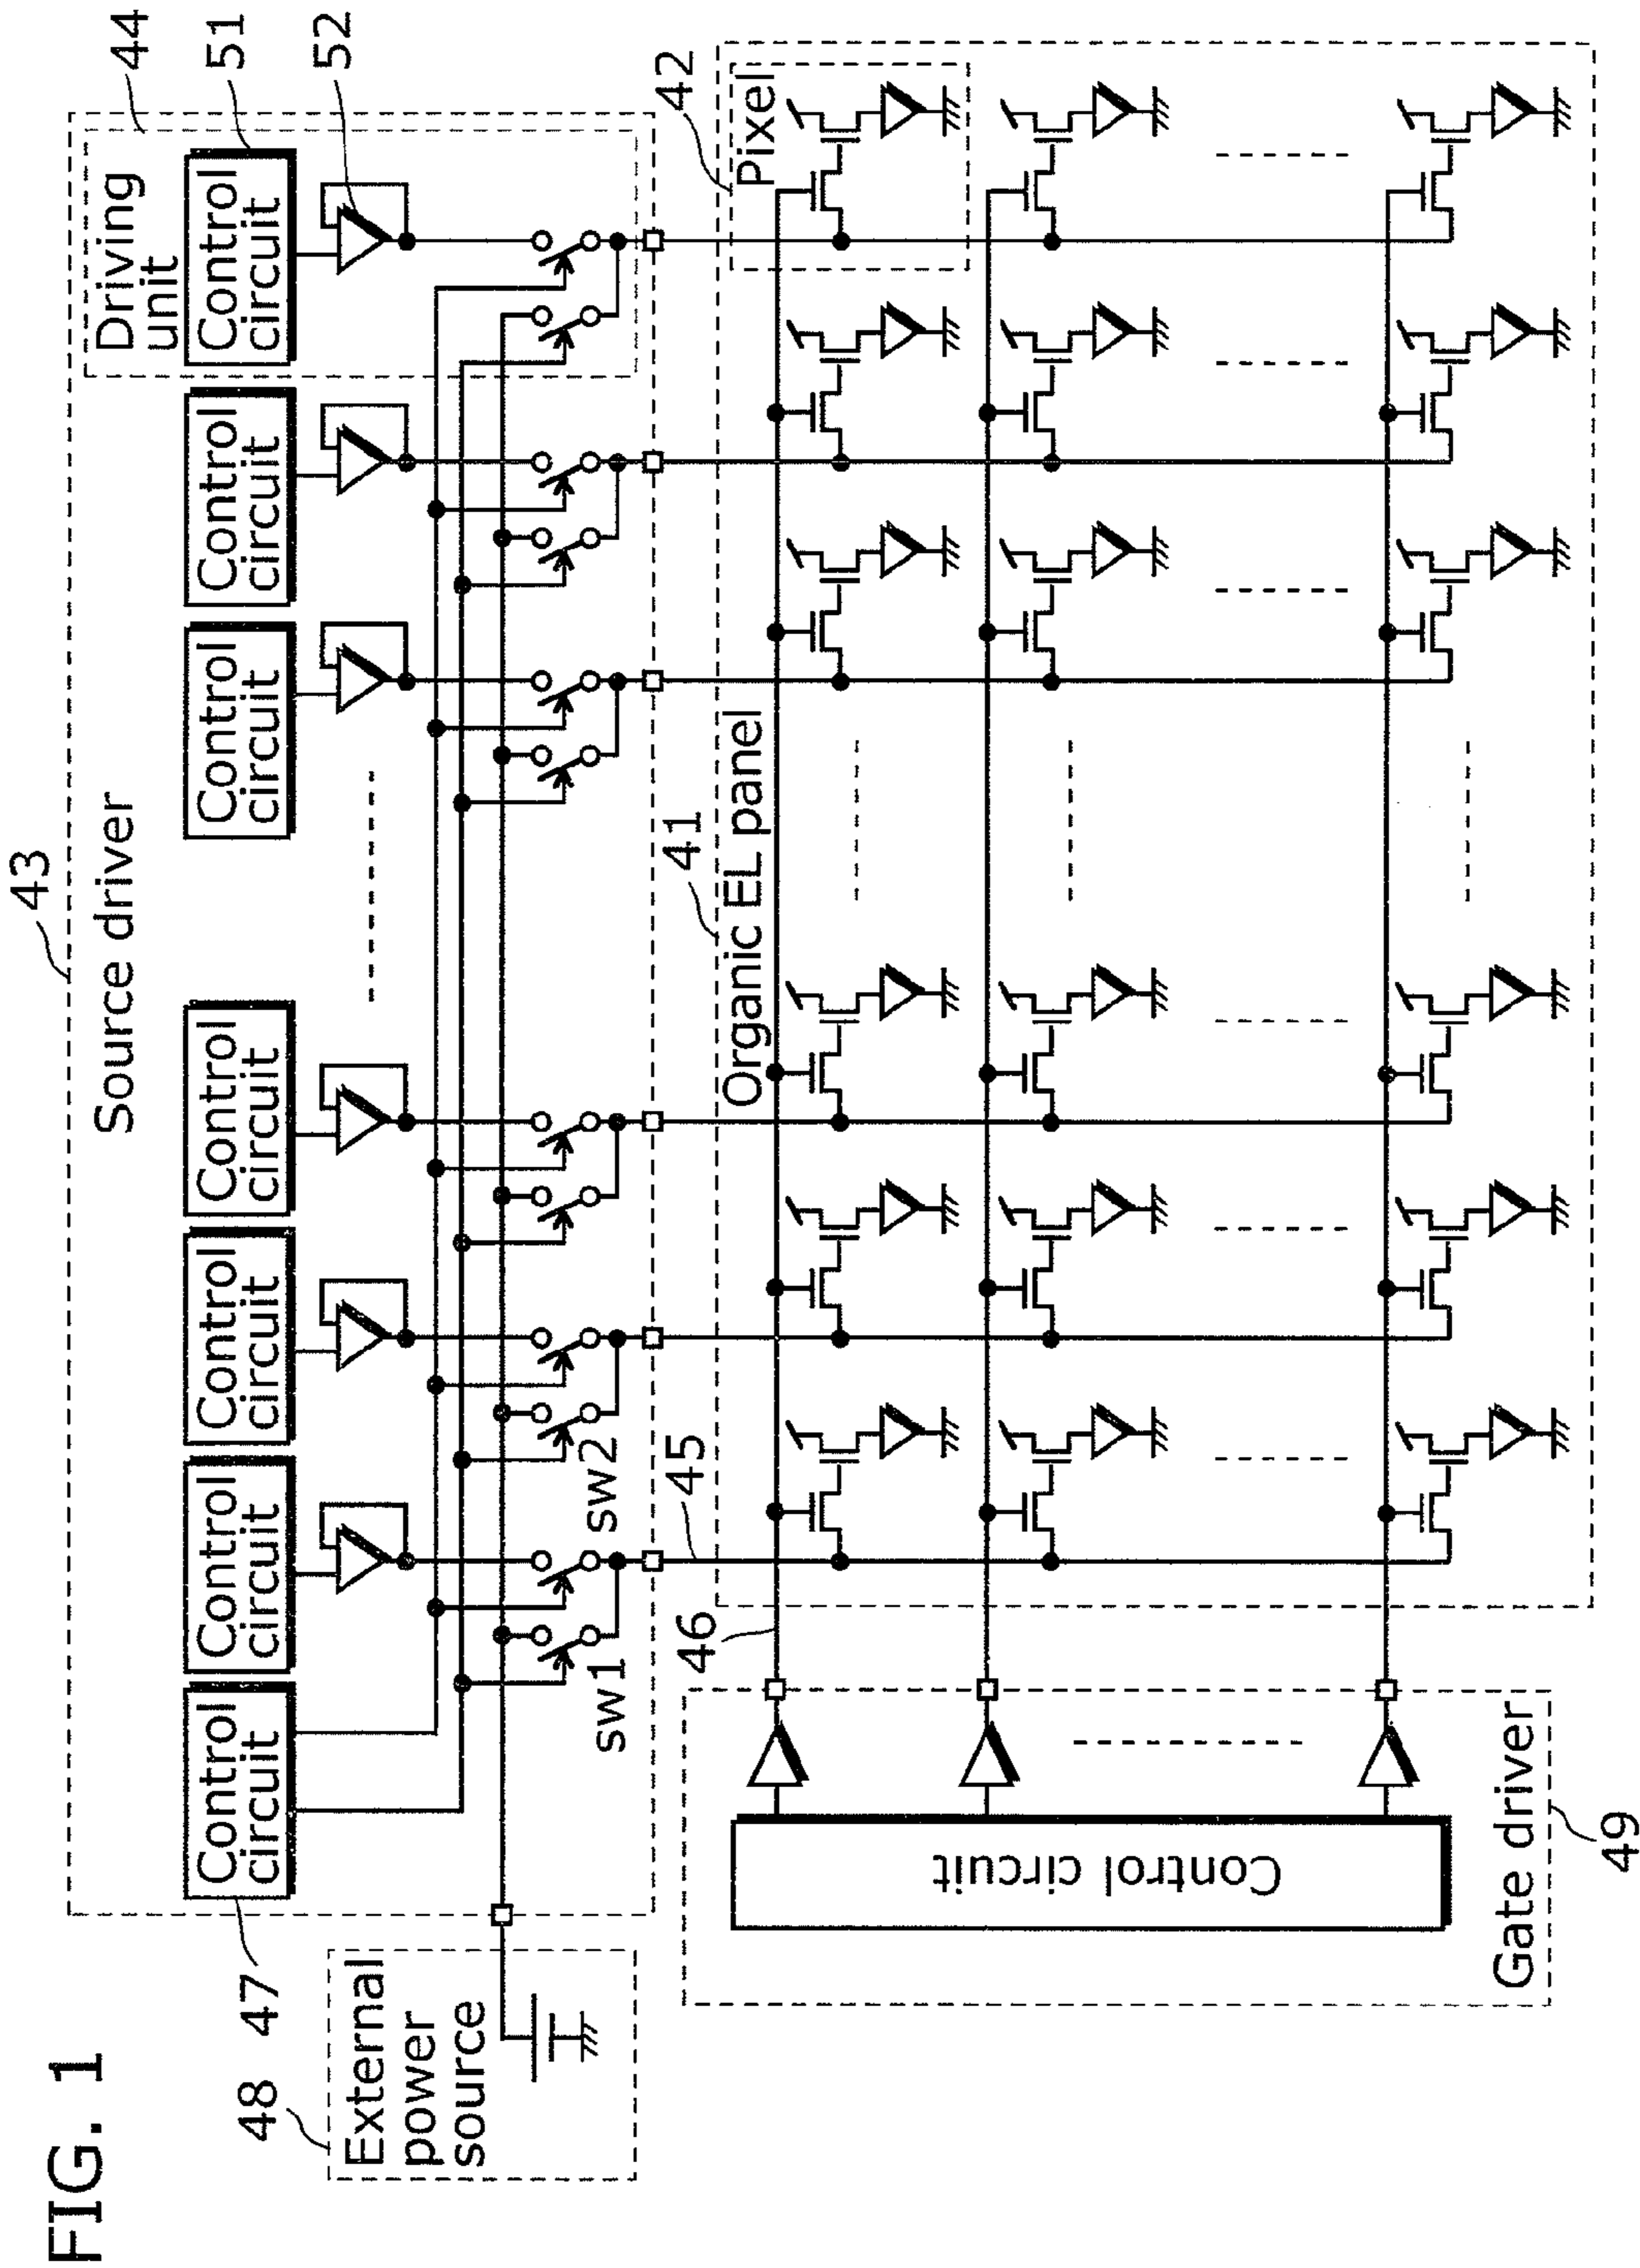 FIG. 1
43
Source driver
44
51
52
Driving
unit
Control
circuit
Control
circuit
Control
circuit
Control
circuit
Control
circuit
Control
circuit
Control
circuit
47
48
External
power
source
sw1
sw2
45
46
41
Organic EL panel
42
Pixel
Control circuit
Gate driver
49